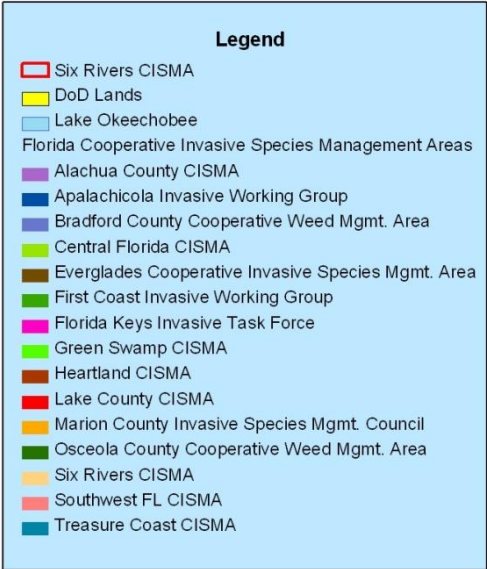 Legend
Six Rivers CISMA
DoD Lands
Lake Okeechobee
Florida Cooperative Invasive Species Management Areas
Alachua County CISMA
Apalachicola Invasive Working Group
Bradford County Cooperative Weed Mgmt. Area
Central Florida CISMA
Everglades Cooperative Invasive Species Mgmt. Area
First Coast Invasive Working Group
Florida Keys Invasive Task Force
Green Swamp CISMA
Heartland CISMA
Lake County CISMA
Marion County Invasive Species Mgmt. Council
Osceola County Cooperative Weed Mgmt. Area
Six Rivers CISMA
Southwest FL CISMA
Treasure Coast CISMA